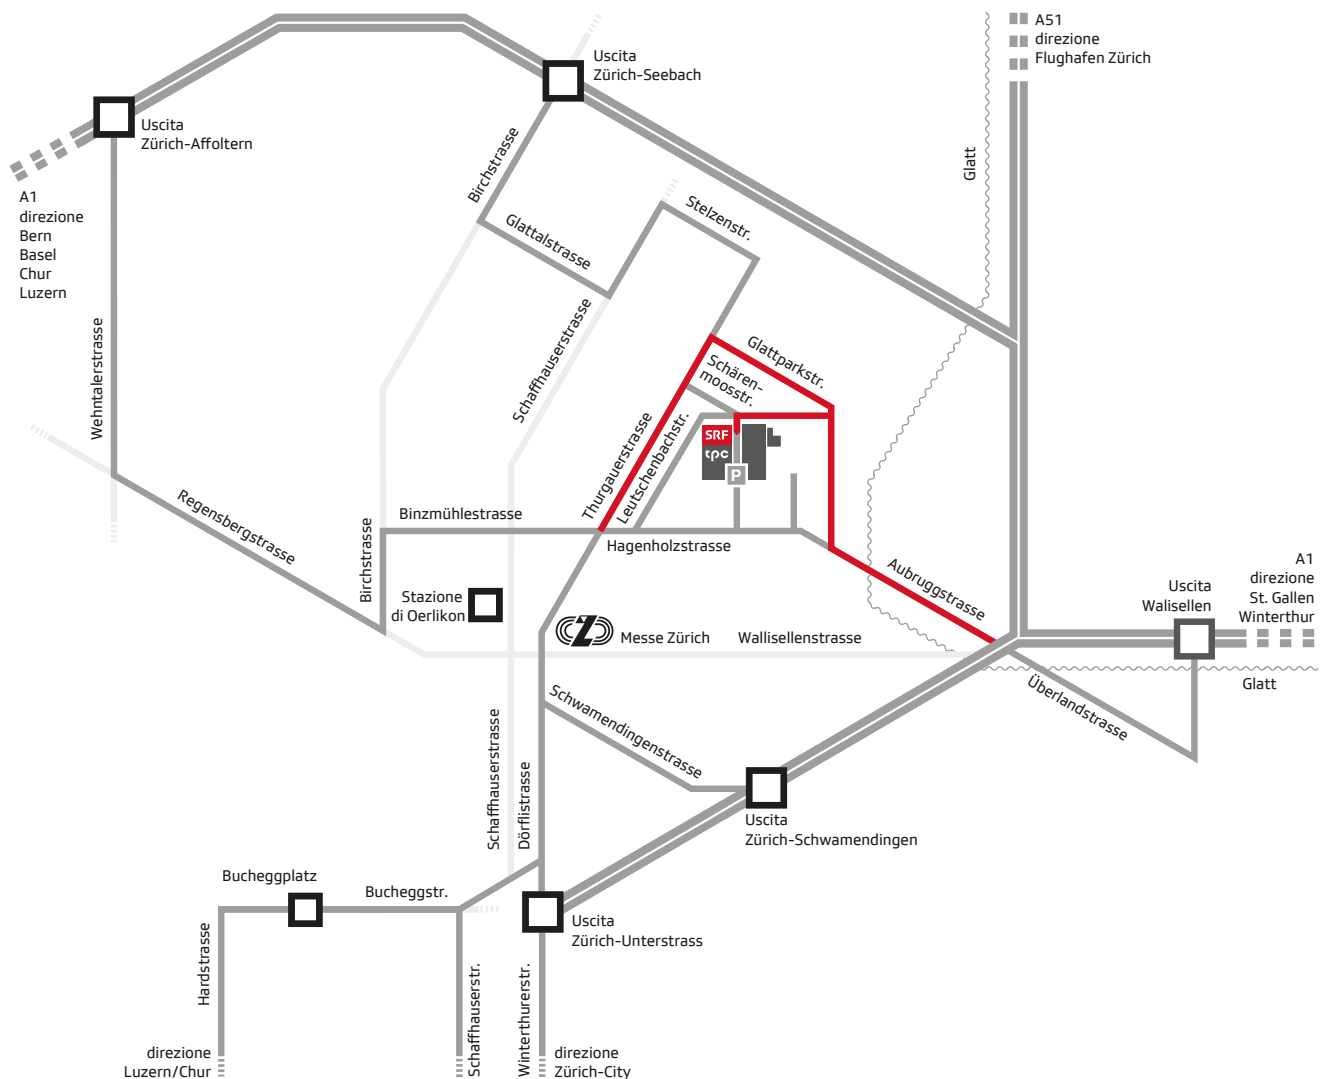 A51
direzione
Flughafen Zürich
Uscita
Zürich-Seebach
Uscita
Zürich-Affoltern
Glatt
Birchstrasse
A1
direzione
Bern
Basel
Chur
Luzern
Stelzenstr.
Glattalstrasse
Schaffhauserstrasse
Wehntalerstrasse
Glattparkstr.
Schären-
moosstr.
Thurgauerstrasse
Leutschenbachstr.
SRF
tpc
P
Regensbergstrasse
Binzmühlestrasse
Hagenholzstrasse
Birchstrasse
Aubruggstrasse
A1
direzione
St. Gallen
Winterthur
Uscita
Walisellen
Stazione
di Oerlikon
Z
Messe Zürich
Wallisellenstrasse
Glatt
Überlandstrasse
Schwamendingenstrasse
Schaffhauserstrasse
Dörflistrasse
Uscita
Zürich-Schwamendingen
Bucheggplatz
Bucheggstr.
Uscita
Zürich-Unterstrass
Hardstrasse
Schaffhauserstr.
Winterthurerstr.
direzione
Luzern/Chur
direzione
Zürich-City